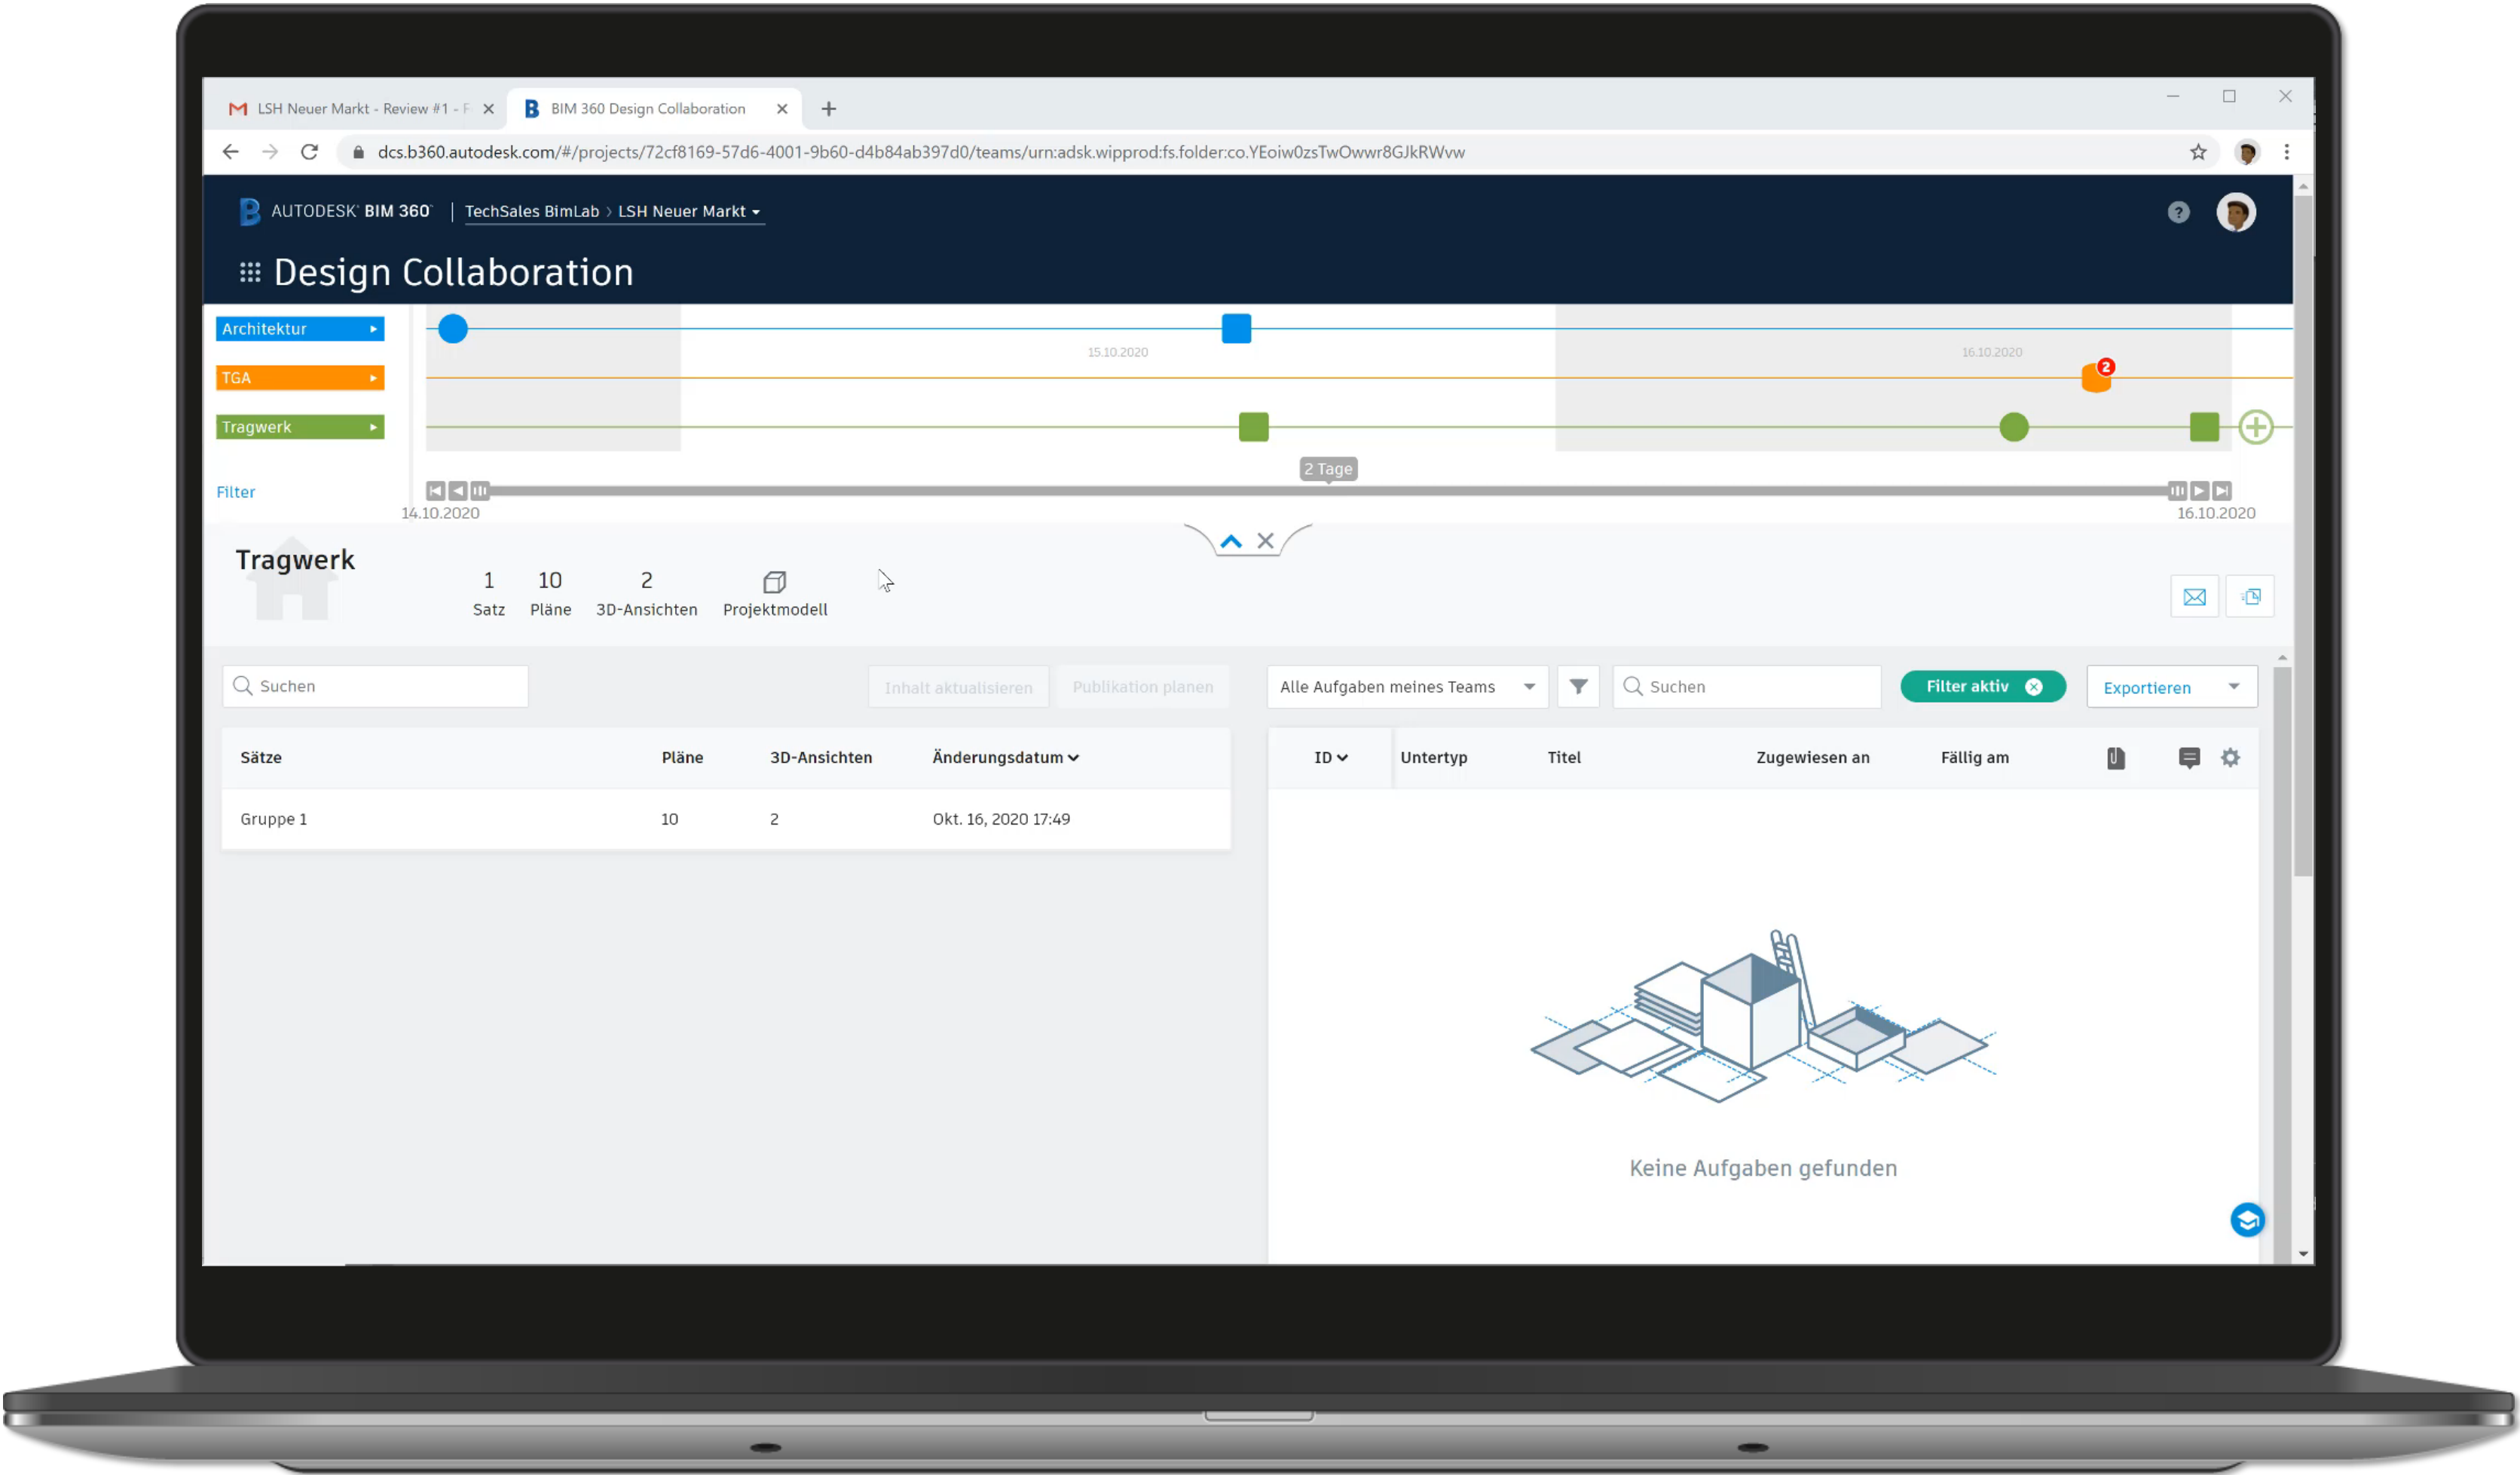 LSH Neuer Markt - Review #1 - F
BIM 360 Design Collaboration
dcs.b360.autodesk.com/#/projects/72cf8169-57d6-4001-9b60-d4b84ab397d0/teams/urn:adsk.wipprod:fs.folder:co.YEoiw0zsTwOwwr8GJkRWvw
AUTODESK BIM 360 TechSales BimLab > LSH Neuer Markt
?
Design Collaboration
Architektur
15.10.2020 16.10.2020
TGA
2
Tragwerk
2 Tage
Filter
14.10.2020 16.10.2020
Tragwerk
1 10 2
Satz Pläne 3D-Ansichten Projektmodell
Suchen Inhalt aktualisieren Publikation planen
Alle Aufgaben meines Teams Suchen Filter aktiv Exportieren
Sätze Pläne 3D-Ansichten Änderungsdatum
Gruppe 1 10 2 Okt. 16, 2020 17:49
ID Untertyp Titel Zugewiesen an Fällig am
Keine Aufgaben gefunden